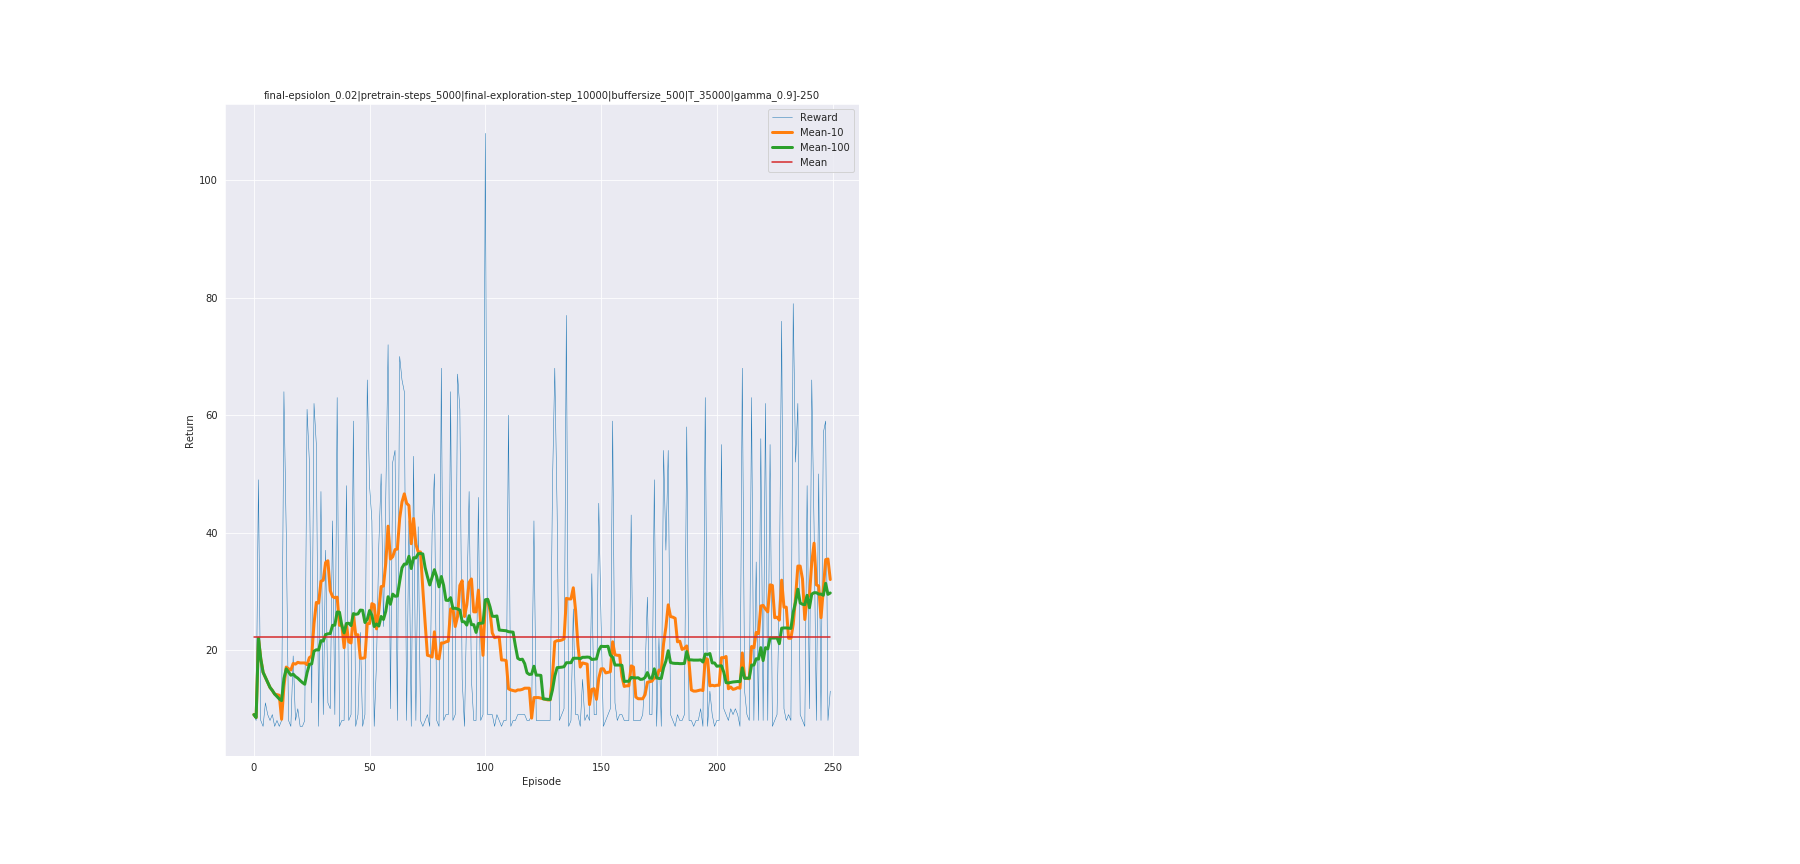 final-epsiolon_0.02|pretrain-steps_5000|final-exploration-step_10000|buffersize_500|T_35000|gamma_0.9]-250
Reward
Mean-10
Mean-100
Mean
100
80
60
40
20
Return
0 50 100 150 200 250
Episode